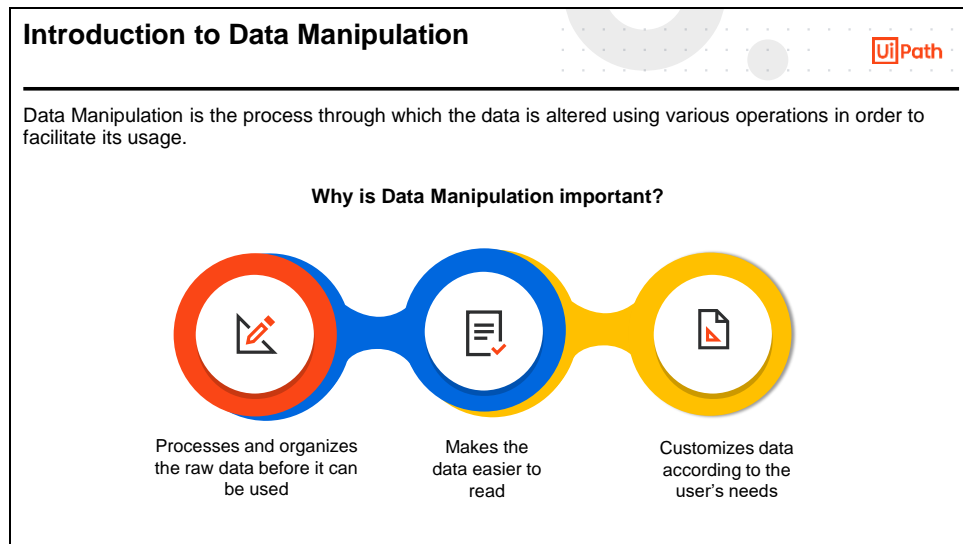 Introduction to Data Manipulation
UiPath
Data Manipulation is the process through which the data is altered using various operations in order to
facilitate its usage.
Why is Data Manipulation important?
Processes and organizes
the raw data before it can
be used
Makes the
data easier to
read
Customizes data
according to the
user's needs